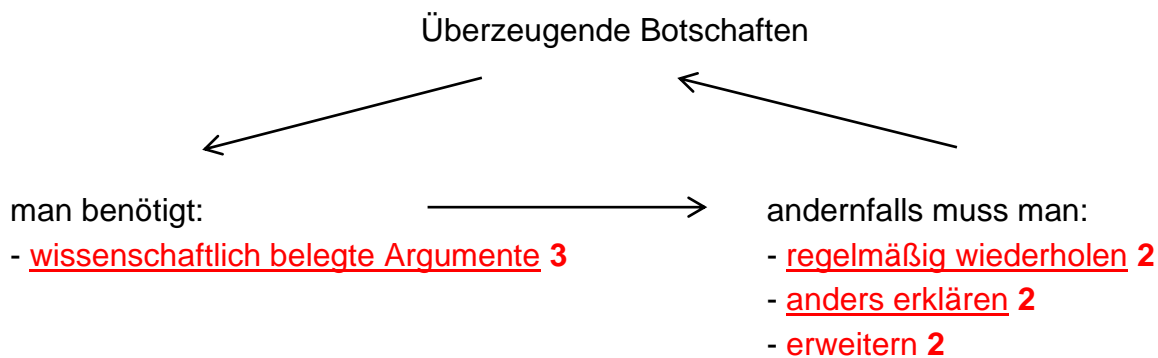 Überzeugende Botschaften
man benötigt:
- wissenschaftlich belegte Argumente 3
andernfalls muss man:
- regelmäßig wiederholen 2
- anders erklären 2
- erweitern 2